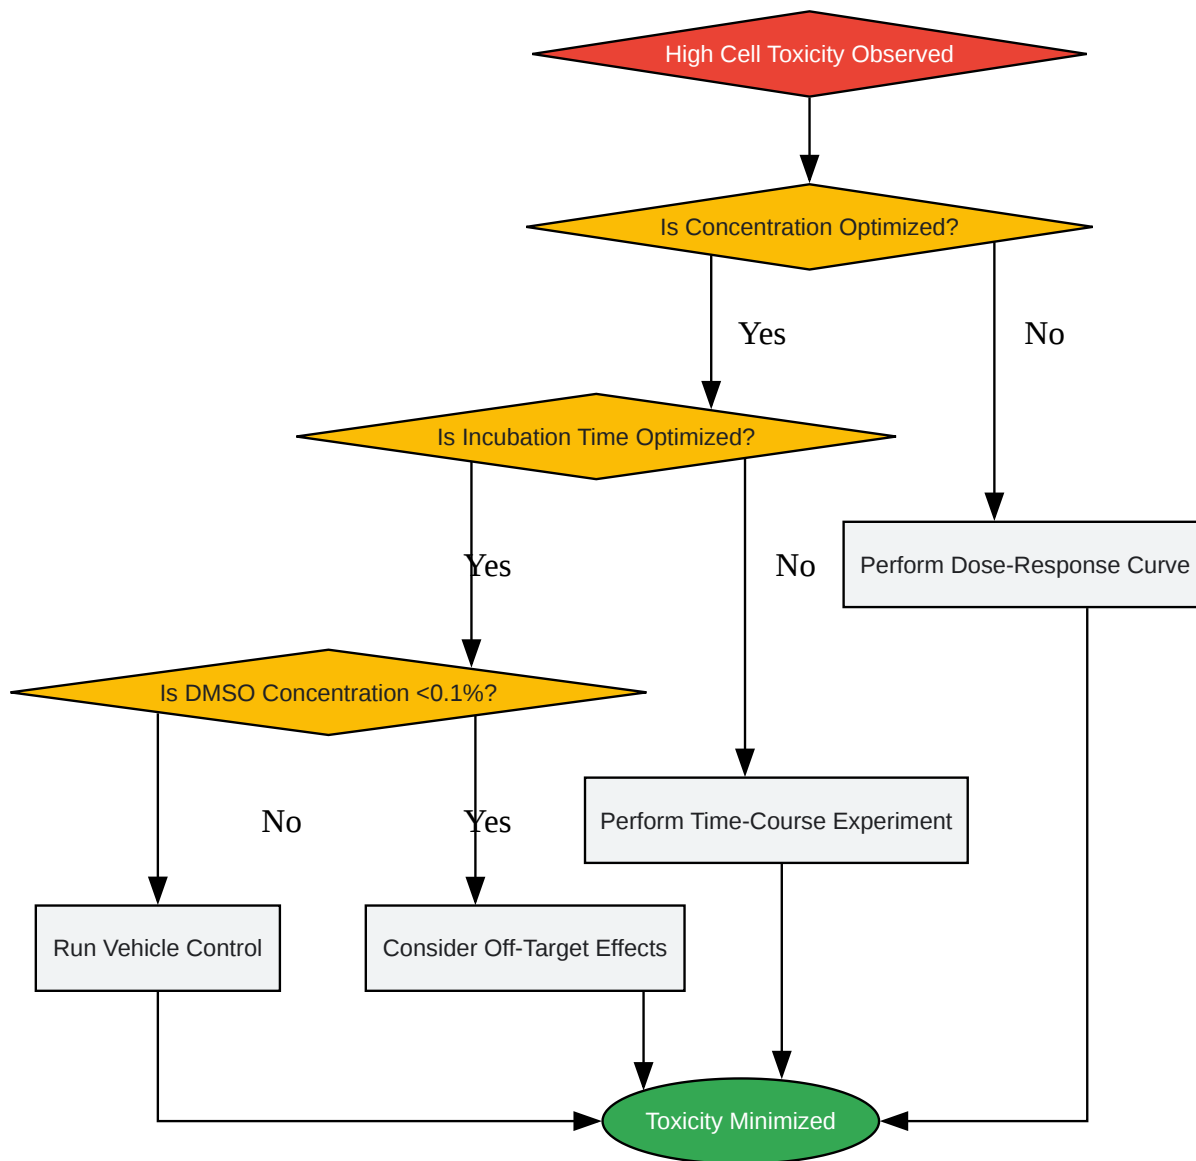 High Cell Toxicity Observed
Is Concentration Optimized?
Yes
No
Is Incubation Time Optimized?
Yes
No
Perform Dose-Response Curve
Is DMSO Concentration <0.1%?
No
Yes
Perform Time-Course Experiment
Run Vehicle Control
Consider Off-Target Effects
Toxicity Minimized